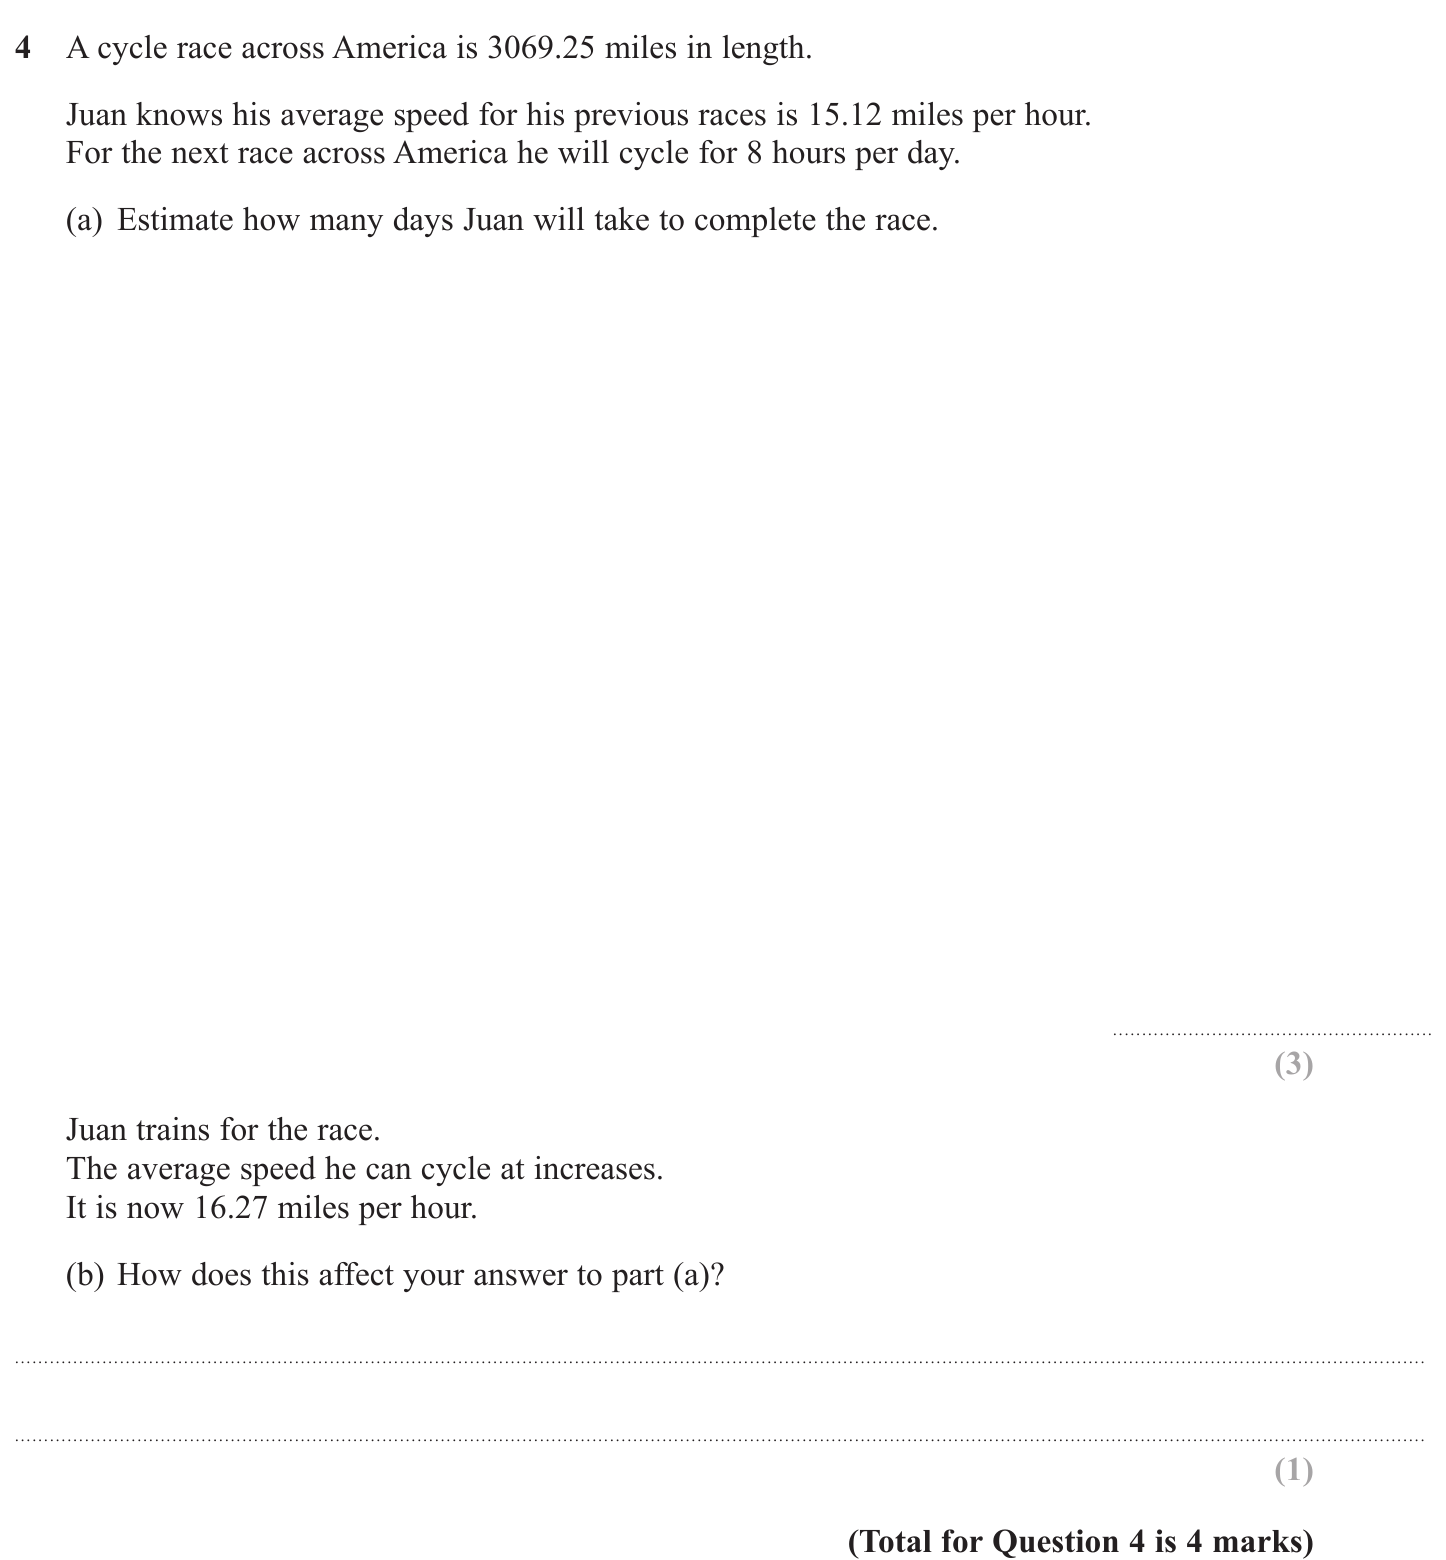 4 A cycle race across America is 3069.25 miles in length.
Juan knows his average speed for his previous races is 15.12 miles per hour.
For the next race across America he will cycle for 8 hours per day.
(a) Estimate how many days Juan will take to complete the race.
(3)
Juan trains for the race.
The average speed he can cycle at increases.
It is now 16.27 miles per hour.
(b) How does this affect your answer to part (a)?
(1)
(Total for Question 4 is 4 marks)